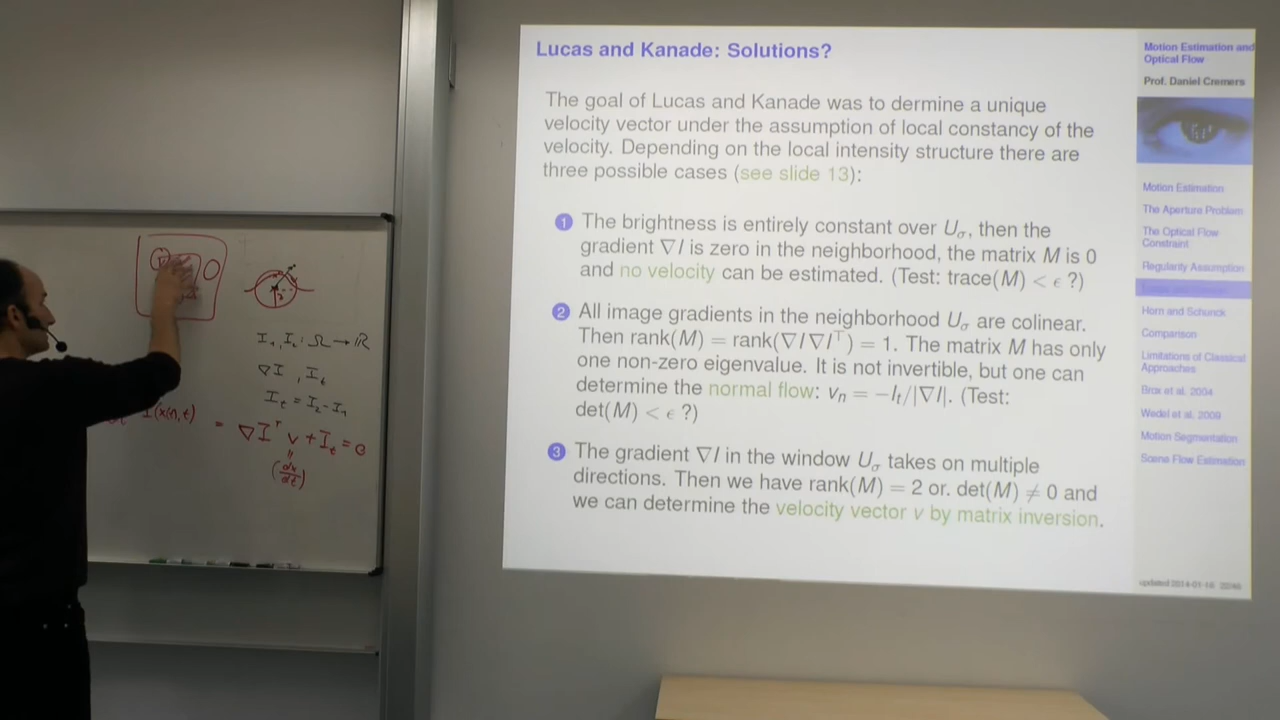 Lucas and Kanade: Solutions?
The goal of Lucas and Kanade was to dermine a unique
velocity vector under the assumption of local constancy of the
velocity. Depending on the local intensity structure there are
three possible cases (see slide 13):
1 The brightness is entirely constant over Uσ, then the
gradient ∇I is zero in the neighborhood, the matrix M is 0
and no velocity can be estimated. (Test: trace(M) < ϵ ?)
2 All image gradients in the neighborhood Uσ are colinear.
Then rank(M) = rank(∇I∇I⊤) = 1. The matrix M has only
one non-zero eigenvalue. It is not invertible, but one can
determine the normal flow: vn = −It/|∇I|. (Test:
det(M) < ϵ ?)
3 The gradient ∇I in the window Uσ takes on multiple
directions. Then we have rank(M) = 2 or. det(M) ≠ 0 and
we can determine the velocity vector v by matrix inversion.
Motion Estimation and
Optical Flow
Prof. Daniel Cremers
Motion Estimation
The Aperture Problem
The Optical Flow
Constraint
Regularity Assumption
Horn and Schunck
Comparison
Limitations of Classical
Approaches
Brox et al. 2004
Wedel et al. 2009
Motion Segmentation
Scene Flow Estimation
updated 2014-01-16
I1, I2 : Ω → ℝ
∇I , It
It = I2 - I1
I(x(t), t) = ∇I⊤ v + It = 0
(dx/dt)